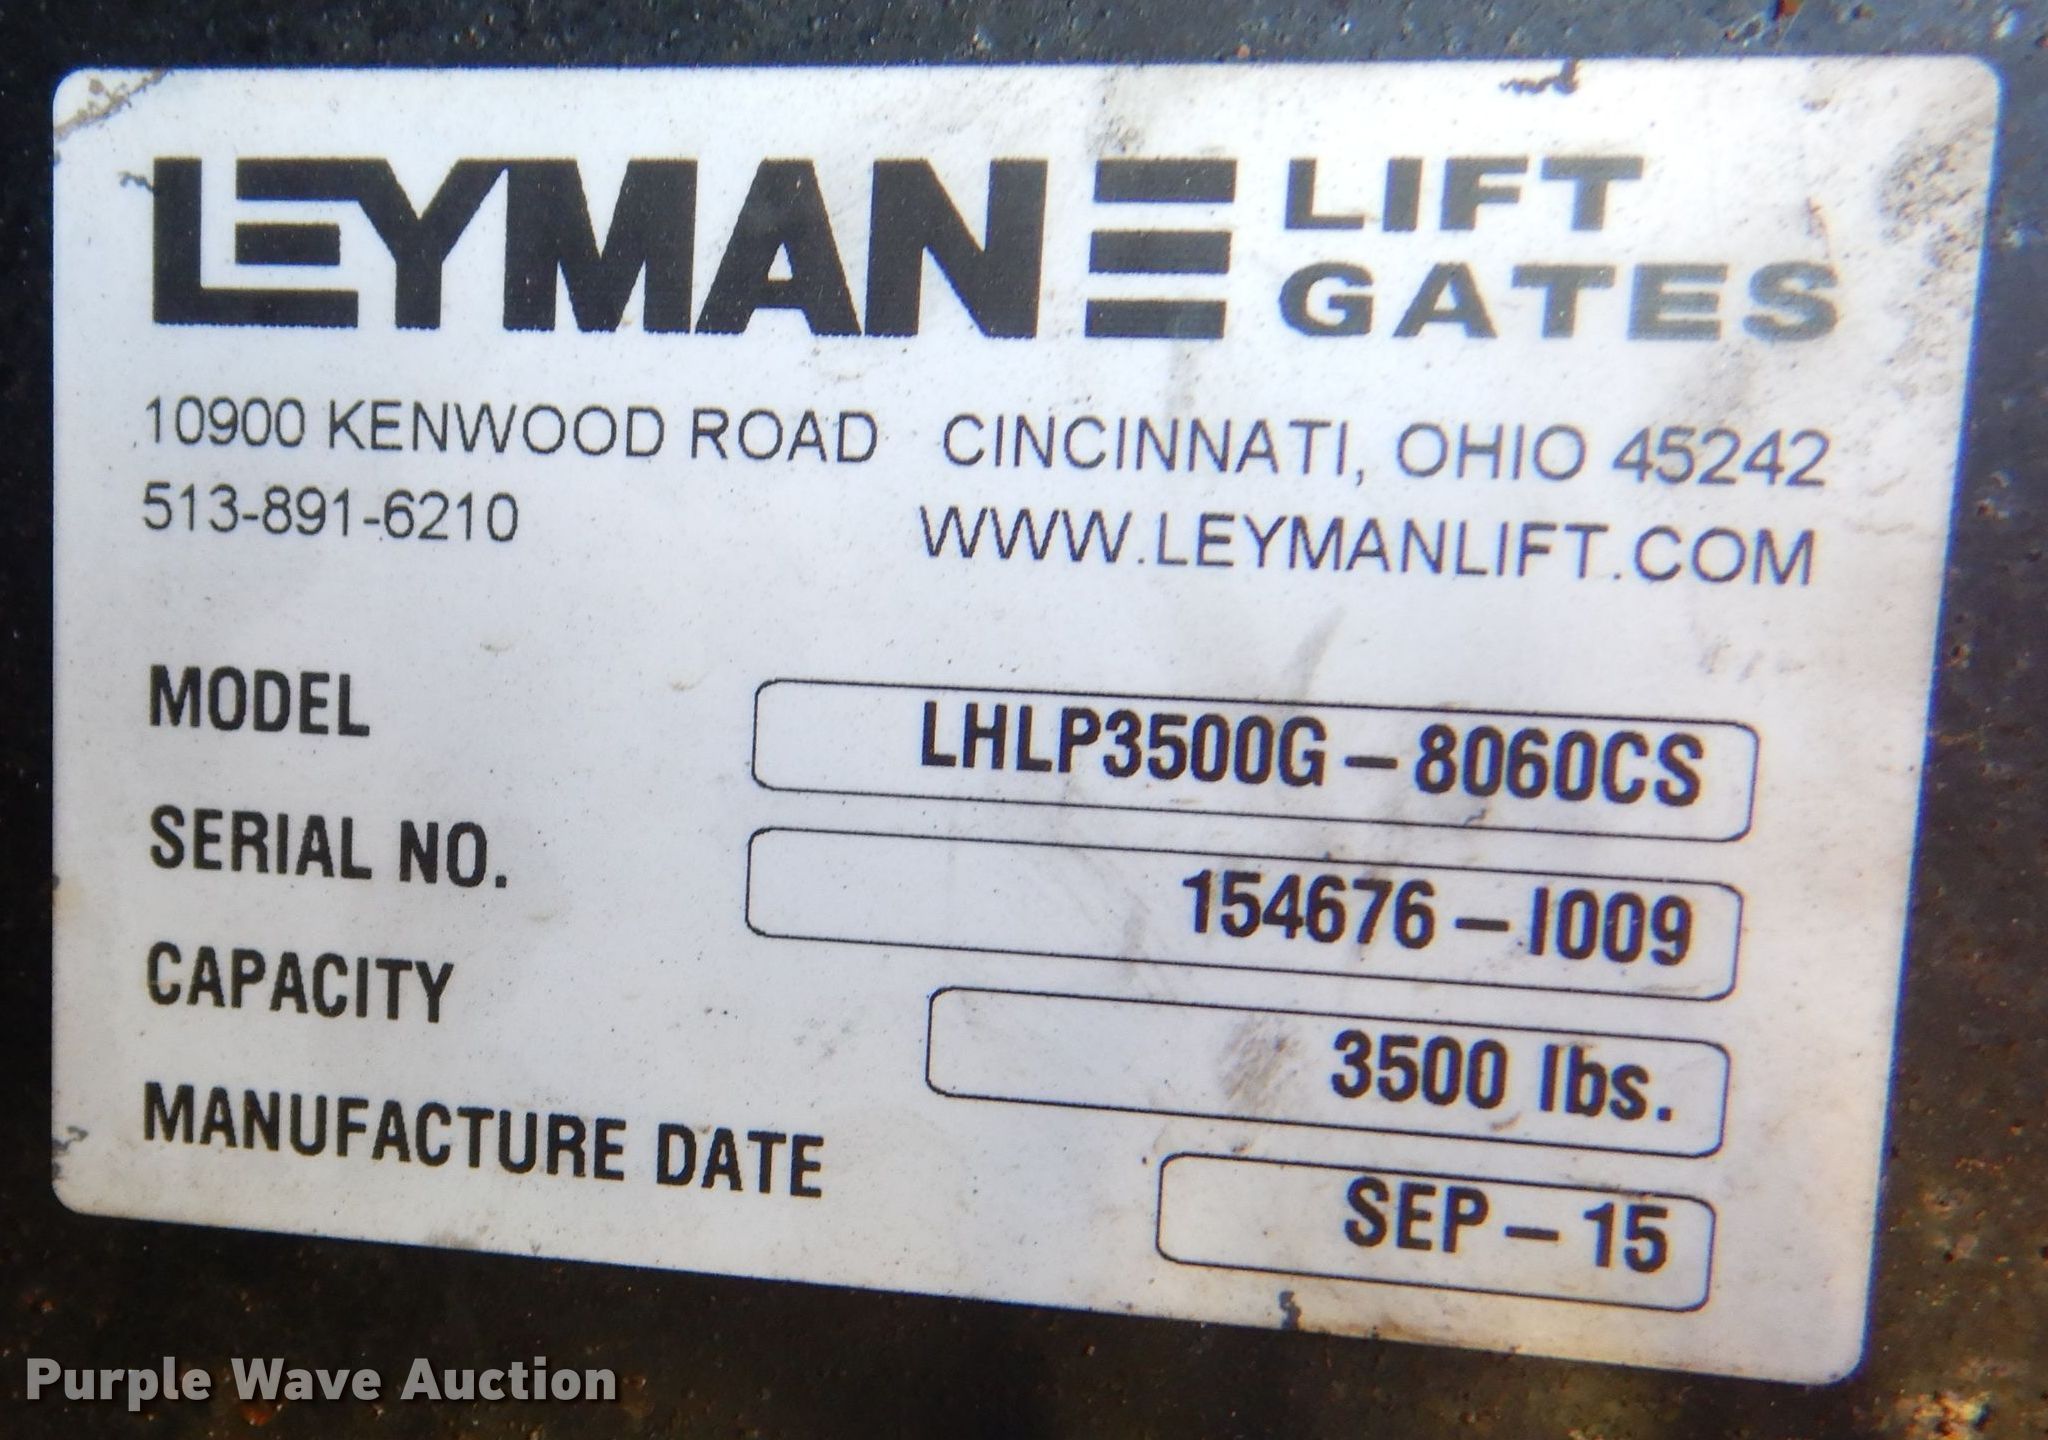 LEYMAN LIFT GATES
10900 KENWOOD ROAD CINCINNATI, OHIO 45242
513-891-6210 WWW.LEYMANLIFT.COM
MODEL LHLP3500G-8060CS
SERIAL NO. 154676-I009
CAPACITY 3500 lbs.
MANUFACTURE DATE SEP-15
Purple Wave Auction